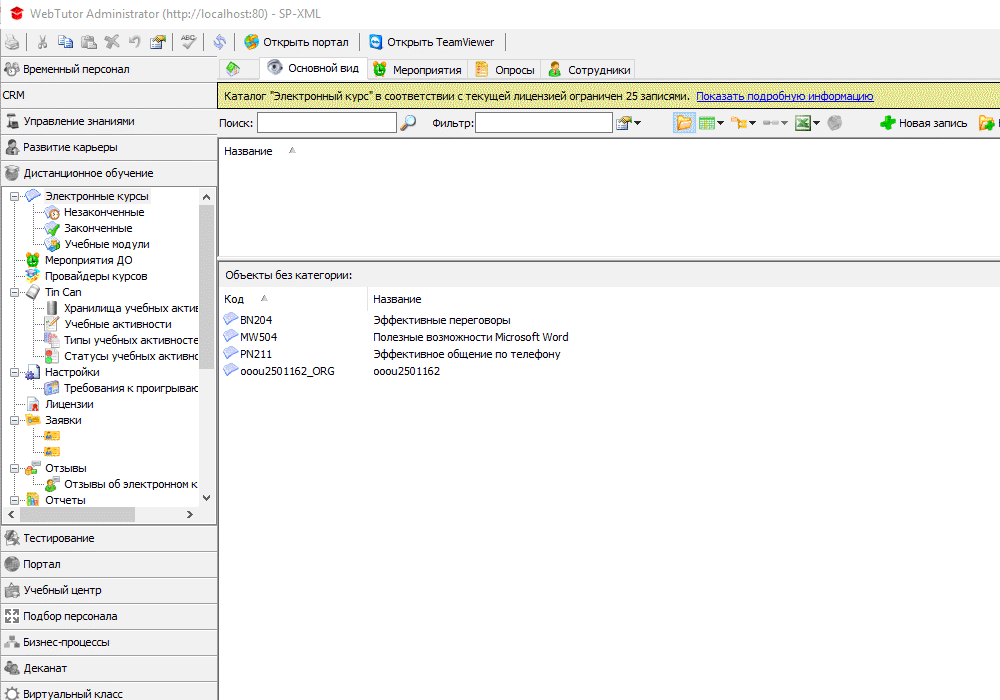 WebTutor Administrator (http://localhost:80) - SP-XML
Открыть портал
Открыть TeamViewer
Временный персонал
CRM
Управление знаниями
Развитие карьеры
Дистанционное обучение
Электронные курсы
Незаконченные
Законченные
Учебные модули
Мероприятия ДО
Провайдеры курсов
Tin Can
Хранилища учебных актив
Учебные активности
Типы учебных активносте
Статусы учебных активно
Настройки
Требования к проигрываю
Лицензии
Заявки
Отзывы
Отзывы об электронном к
Отчеты
Тестирование
Портал
Учебный центр
Подбор персонала
Бизнес-процессы
Деканат
Виртуальный класс
Основной вид
Мероприятия
Опросы
Сотрудники
Каталог "Электронный курс" в соответствии с текущей лицензией ограничен 25 записями. Показать подробную информацию
Поиск:
Фильтр:
Новая запись
Название
Объекты без категории:
Код Название
BN204 Эффективные переговоры
MW504 Полезные возможности Microsoft Word
PN211 Эффективное общение по телефону
ooou2501162_ORG ooou2501162